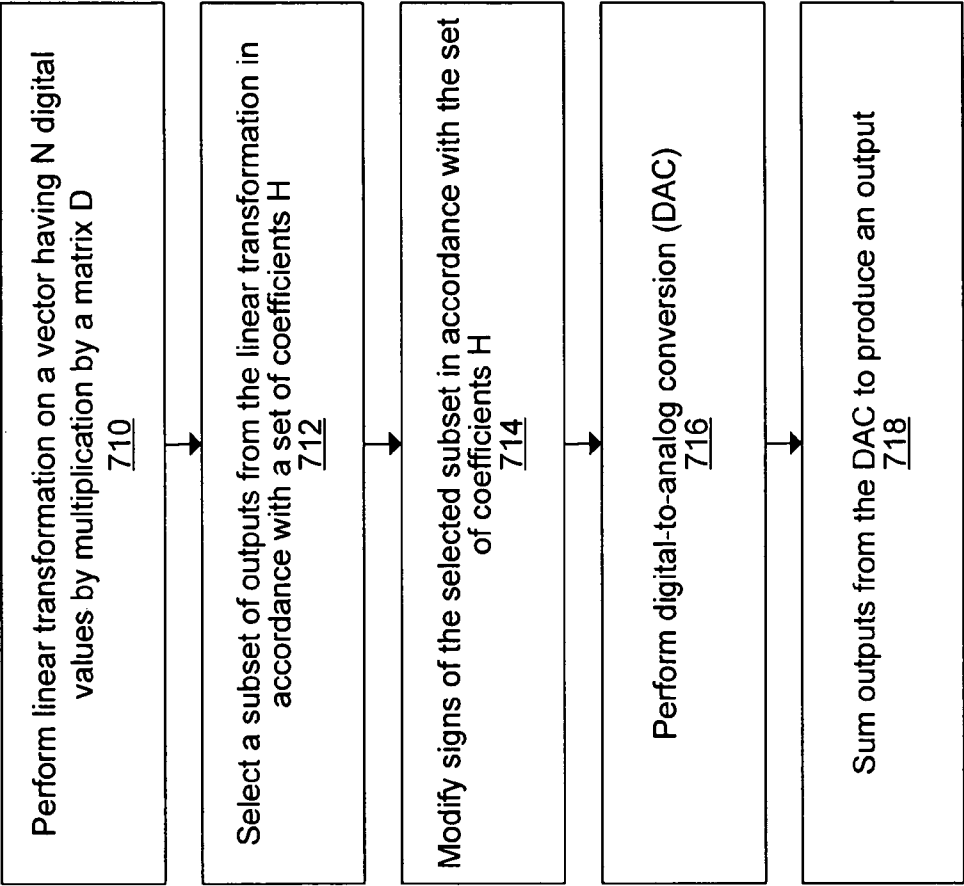 Perform linear transformation on a vector having N digital
values by multiplication by a matrix D
710
Select a subset of outputs from the linear transformation in
accordance with a set of coefficients H
712
Modify signs of the selected subset in accordance with the set
of coefficients H
714
Perform digital-to-analog conversion (DAC)
716
Sum outputs from the DAC to produce an output
718